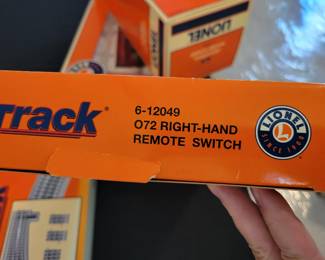 LIONEL
Track®
6-12049
O72 RIGHT-HAND
REMOTE SWITCH
LIONEL
L
SINCE 1900